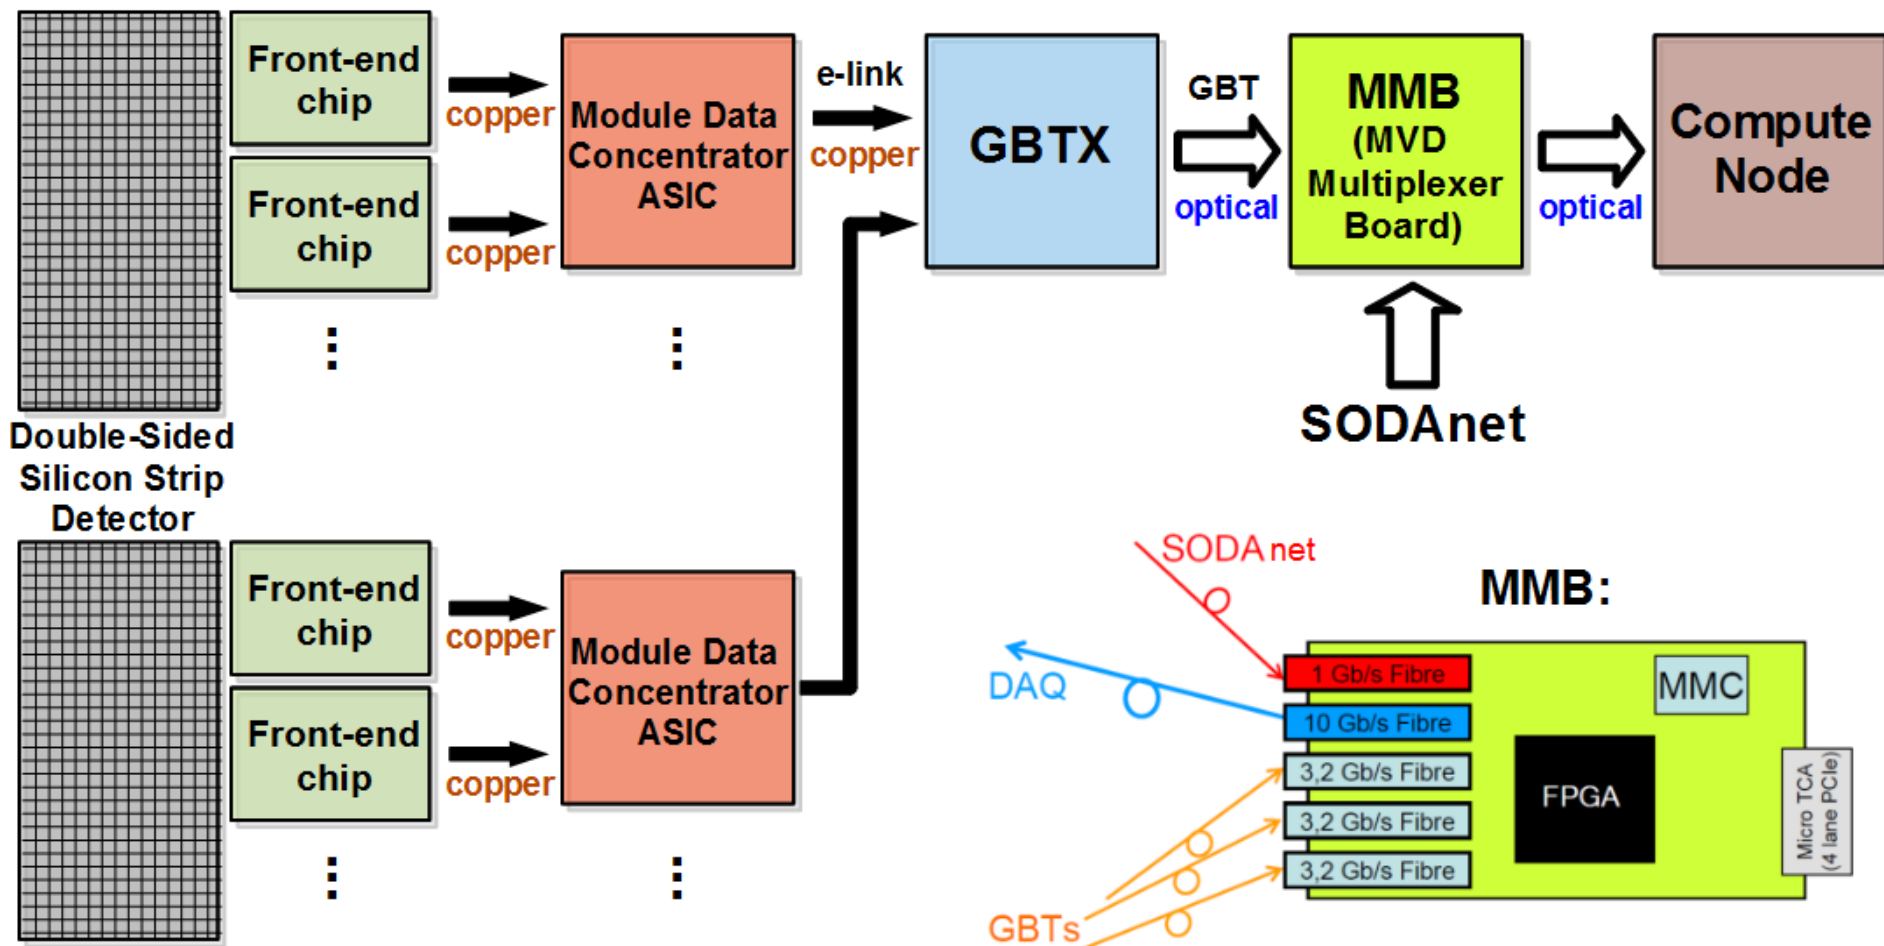 Front-end
chip
copper
Front-end
chip
copper
Module Data
Concentrator
ASIC
e-link
copper
GBTX
GBT
optical
MMB
(MVD
Multiplexer
Board)
optical
Compute
Node
SODAnet
Double-Sided
Silicon Strip
Detector
Front-end
chip
copper
Front-end
chip
copper
Module Data
Concentrator
ASIC
SODA net
MMB:
DAQ
1 Gb/s Fibre
10 Gb/s Fibre
3,2 Gb/s Fibre
3,2 Gb/s Fibre
3,2 Gb/s Fibre
MMC
FPGA
Micro TCA
(4 lane PCIe)
GBTs